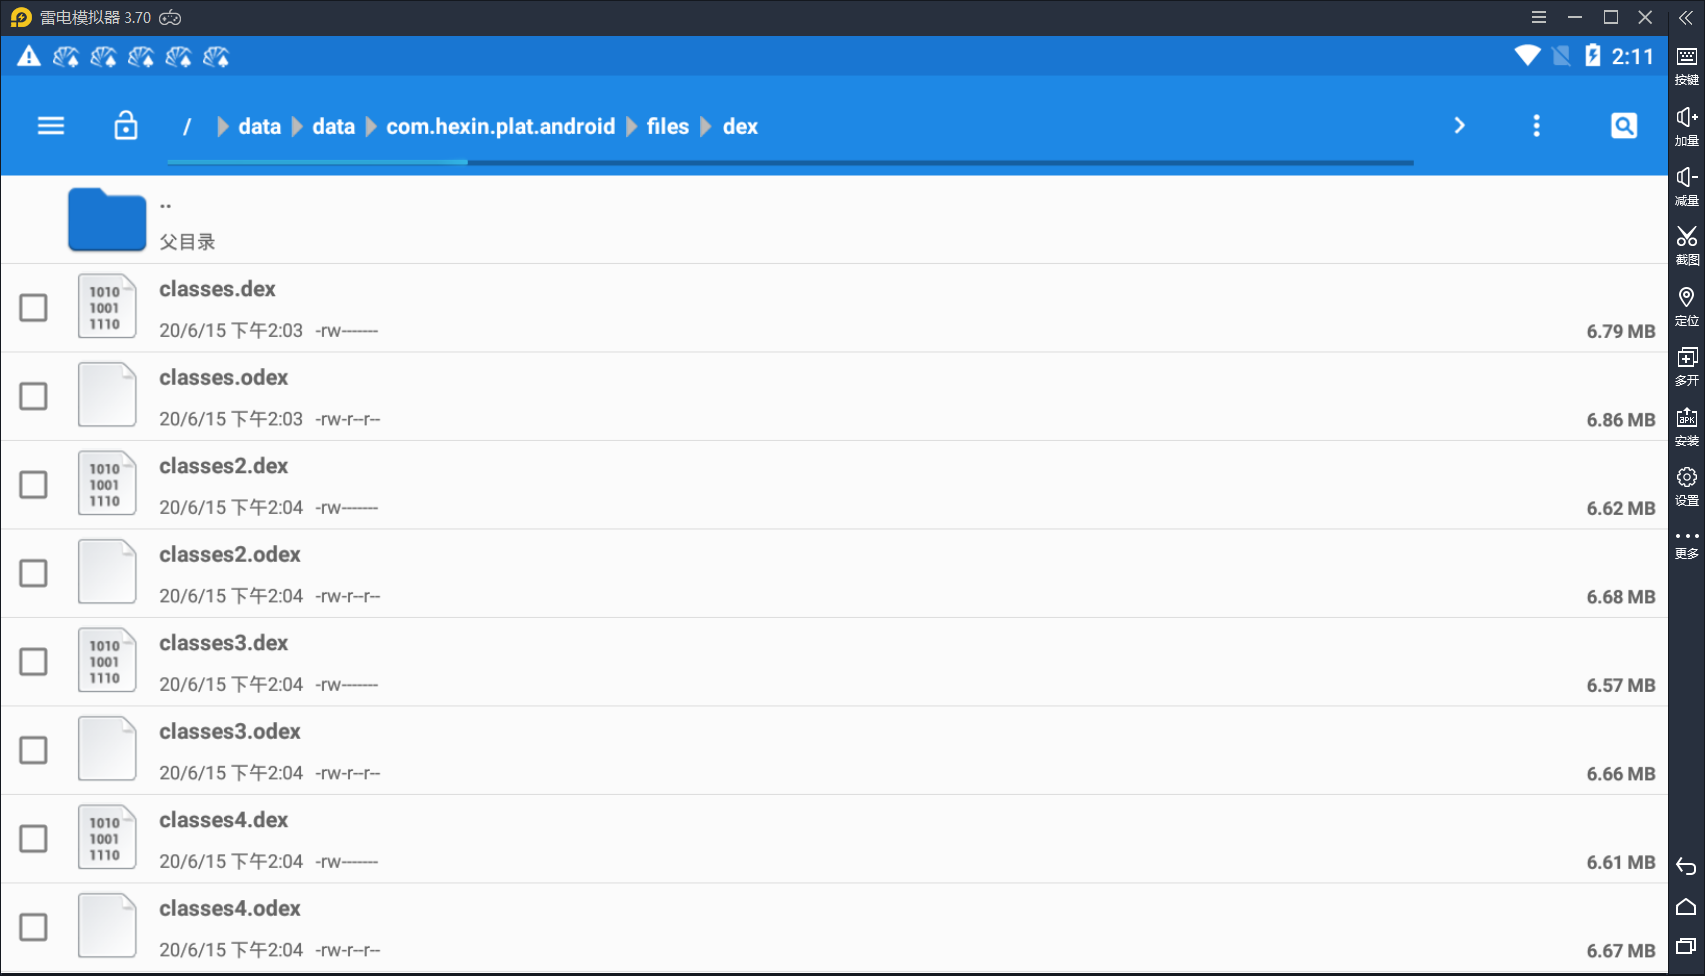 雷电模拟器 3.70
2:11
/ data data com.hexin.plat.android files dex
..
父目录
classes.dex
20/6/15 下午2:03 -rw-------
6.79 MB
classes.odex
20/6/15 下午2:03 -rw-r--r--
6.86 MB
classes2.dex
20/6/15 下午2:04 -rw-------
6.62 MB
classes2.odex
20/6/15 下午2:04 -rw-r--r--
6.68 MB
classes3.dex
20/6/15 下午2:04 -rw-------
6.57 MB
classes3.odex
20/6/15 下午2:04 -rw-r--r--
6.66 MB
classes4.dex
20/6/15 下午2:04 -rw-------
6.61 MB
classes4.odex
20/6/15 下午2:04 -rw-r--r--
6.67 MB
1010
1001
1110
1010
1001
1110
1010
1001
1110
1010
1001
1110
按键
加量
减量
截图
定位
多开
APK
安装
设置
更多